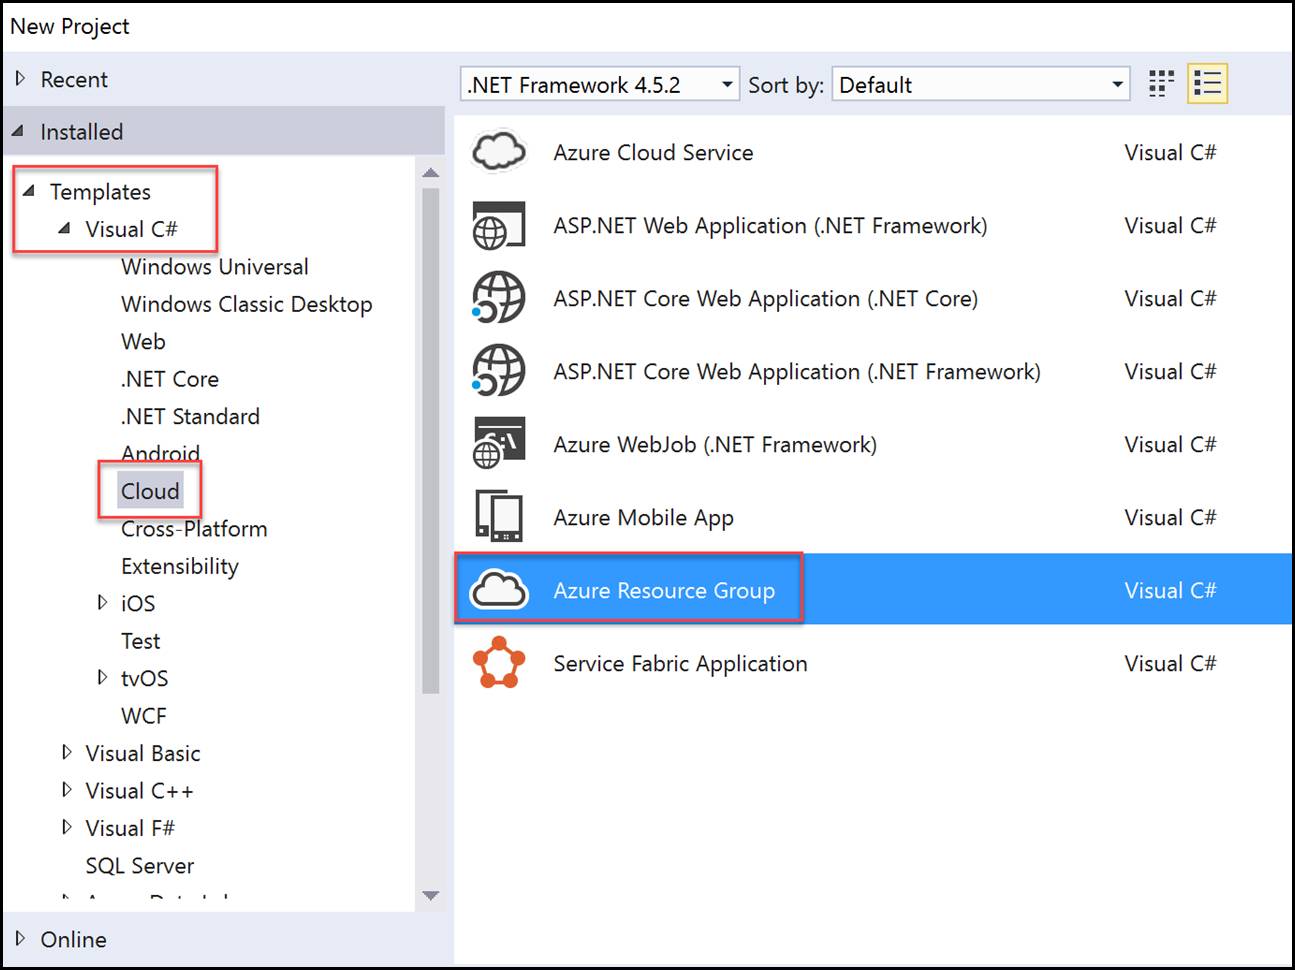 New Project
Recent
Installed
Templates
Visual C#
Windows Universal
Windows Classic Desktop
Web
.NET Core
.NET Standard
Android
Cloud
Cross-Platform
Extensibility
iOS
Test
tvOS
WCF
Visual Basic
Visual C++
Visual F#
SQL Server
Online
.NET Framework 4.5.2 Sort by: Default
Azure Cloud Service Visual C#
ASP.NET Web Application (.NET Framework) Visual C#
ASP.NET Core Web Application (.NET Core) Visual C#
ASP.NET Core Web Application (.NET Framework) Visual C#
Azure WebJob (.NET Framework) Visual C#
Azure Mobile App Visual C#
Azure Resource Group Visual C#
Service Fabric Application Visual C#